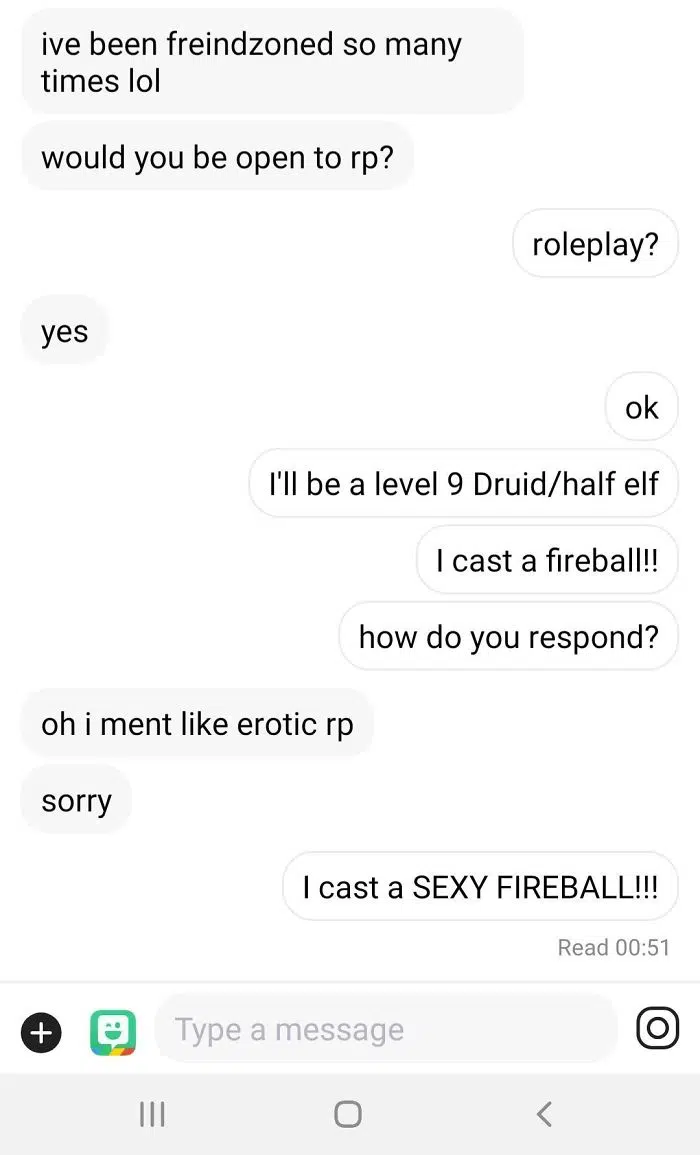 ive been freindzoned so many
times lol
would you be open to rp?
roleplay?
yes
ok
I'll be a level 9 Druid/half elf
I cast a fireball!!
how do you respond?
oh i ment like erotic rp
sorry
I cast a SEXY FIREBALL!!!
Read 00:51
Type a message